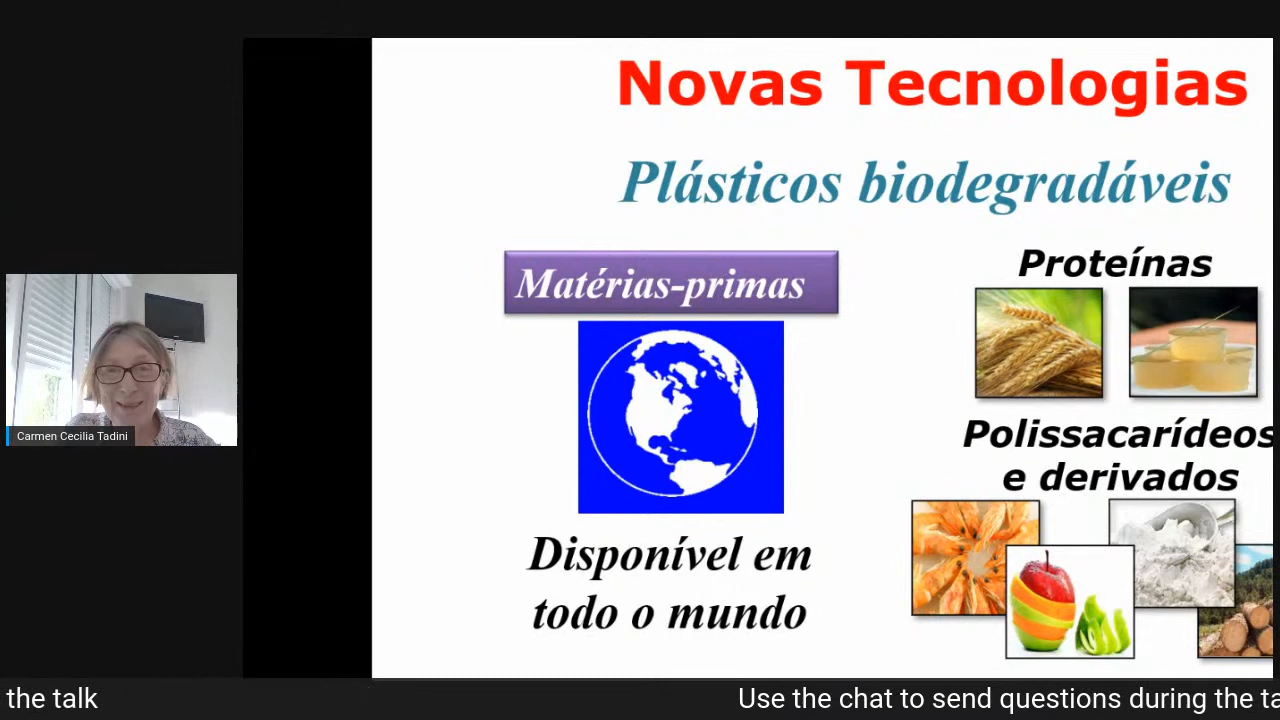 Novas Tecnologias
Plásticos biodegradáveis
Matérias-primas
Proteínas
Disponível em
todo o mundo
Polissacarídeos
e derivados
Carmen Cecilia Tadini
the talk
Use the chat to send questions during the ta